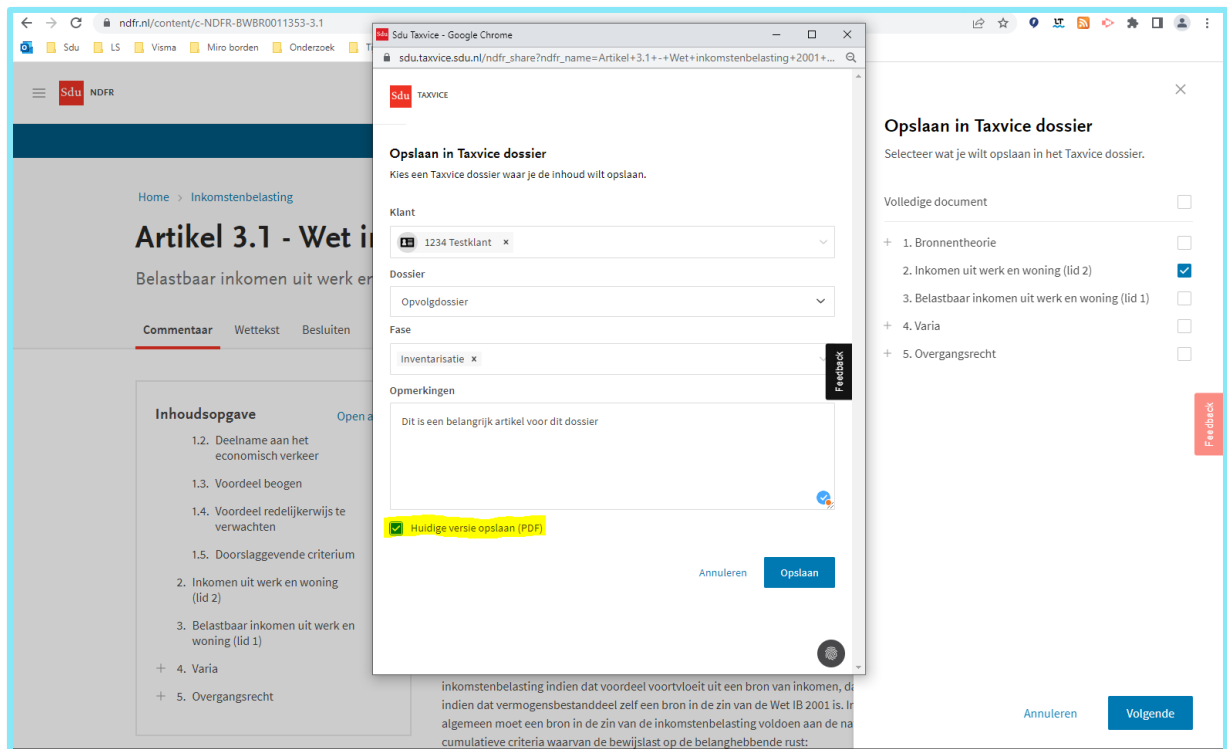 ndfr.nl/content/c-NDFR-BWBR0011353-3.1
Sdu
LS
Visma
Miro borden
Onderzoek
Sdu NDFR
Home > Inkomstenbelasting
Artikel 3.1 - Wet i
Belastbaar inkomen uit werk er
Commentaar Wettekst Besluiten
Inhoudsopgave Open a
1.2. Deelname aan het
economisch verkeer
1.3. Voordeel beogen
1.4. Voordeel redelijkerwijs te
verwachten
1.5. Doorslaggevende criterium
2. Inkomen uit werk en woning
(lid 2)
3. Belastbaar inkomen uit werk en
woning (lid 1)
+ 4. Varia
+ 5. Overgangsrecht
Sdu Sdu Taxvice - Google Chrome
sdu.taxvice.sdu.nl/ndfr_share?ndfr_name=Artikel+3.1+-+Wet+inkomstenbelasting+2001+...
Sdu TAXVICE
Opslaan in Taxvice dossier
Kies een Taxvice dossier waar je de inhoud wilt opslaan.
Klant
1234 Testklant ×
Dossier
Opvolgdossier
Fase
Inventarisatie ×
Feedback
Opmerkingen
Dit is een belangrijk artikel voor dit dossier
Huidige versie opslaan (PDF)
Annuleren Opslaan
inkomstenbelasting indien dat voordeel voortvloeit uit een bron van inkomen, da
indien dat vermogensbestanddeel zelf een bron in de zin van de Wet IB 2001 is. Ir
algemeen moet een bron in de zin van de inkomstenbelasting voldoen aan de na
cumulatieve criteria waarvan de bewijslast op de belanghebbende rust:
Opslaan in Taxvice dossier
Selecteer wat je wilt opslaan in het Taxvice dossier.
Volledige document
+ 1. Bronnentheorie
2. Inkomen uit werk en woning (lid 2)
3. Belastbaar inkomen uit werk en woning (lid 1)
+ 4. Varia
+ 5. Overgangsrecht
Feedback
Annuleren Volgende